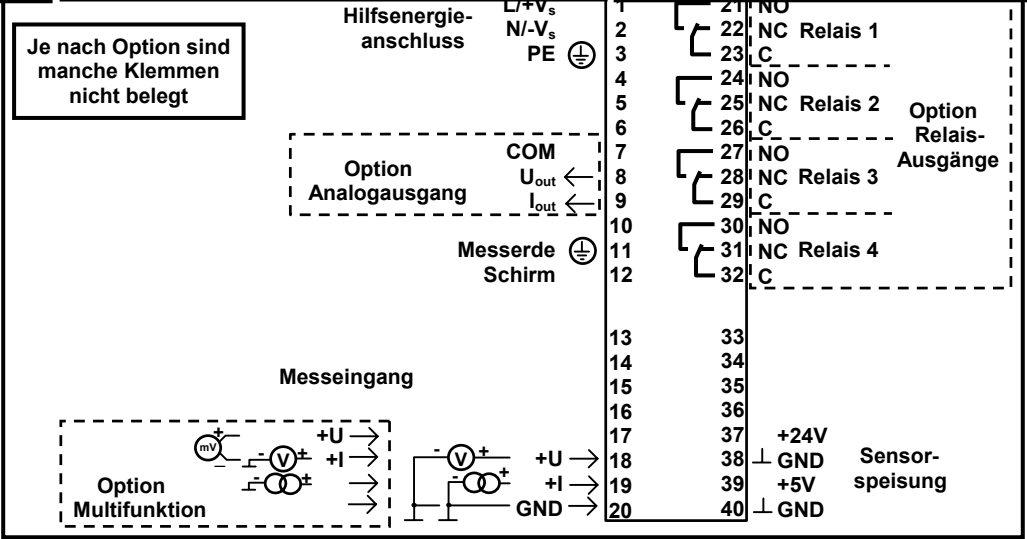 Je nach Option sind
manche Klemmen
nicht belegt
Hilfsenergie-
anschluss
L/+Vs
N/-Vs
PE
Option
Analogausgang
COM
Uout
Iout
Messerde
Schirm
Messeingang
Option
Multifunktion
mV
+
-
- V +
- +
+U
+I
- V +
- +
+U
+I
GND
1
2
3
4
5
6
7
8
9
10
11
12
13
14
15
16
17
18
19
20
21 NO
22 NC Relais 1
23 C
24 NO
25 NC Relais 2
26 C
27 NO
28 NC Relais 3
29 C
30 NO
31 NC Relais 4
32 C
Option
Relais-
Ausgänge
33
34
35
36
37 +24V
38 GND
39 +5V
40 GND
Sensor-
speisung